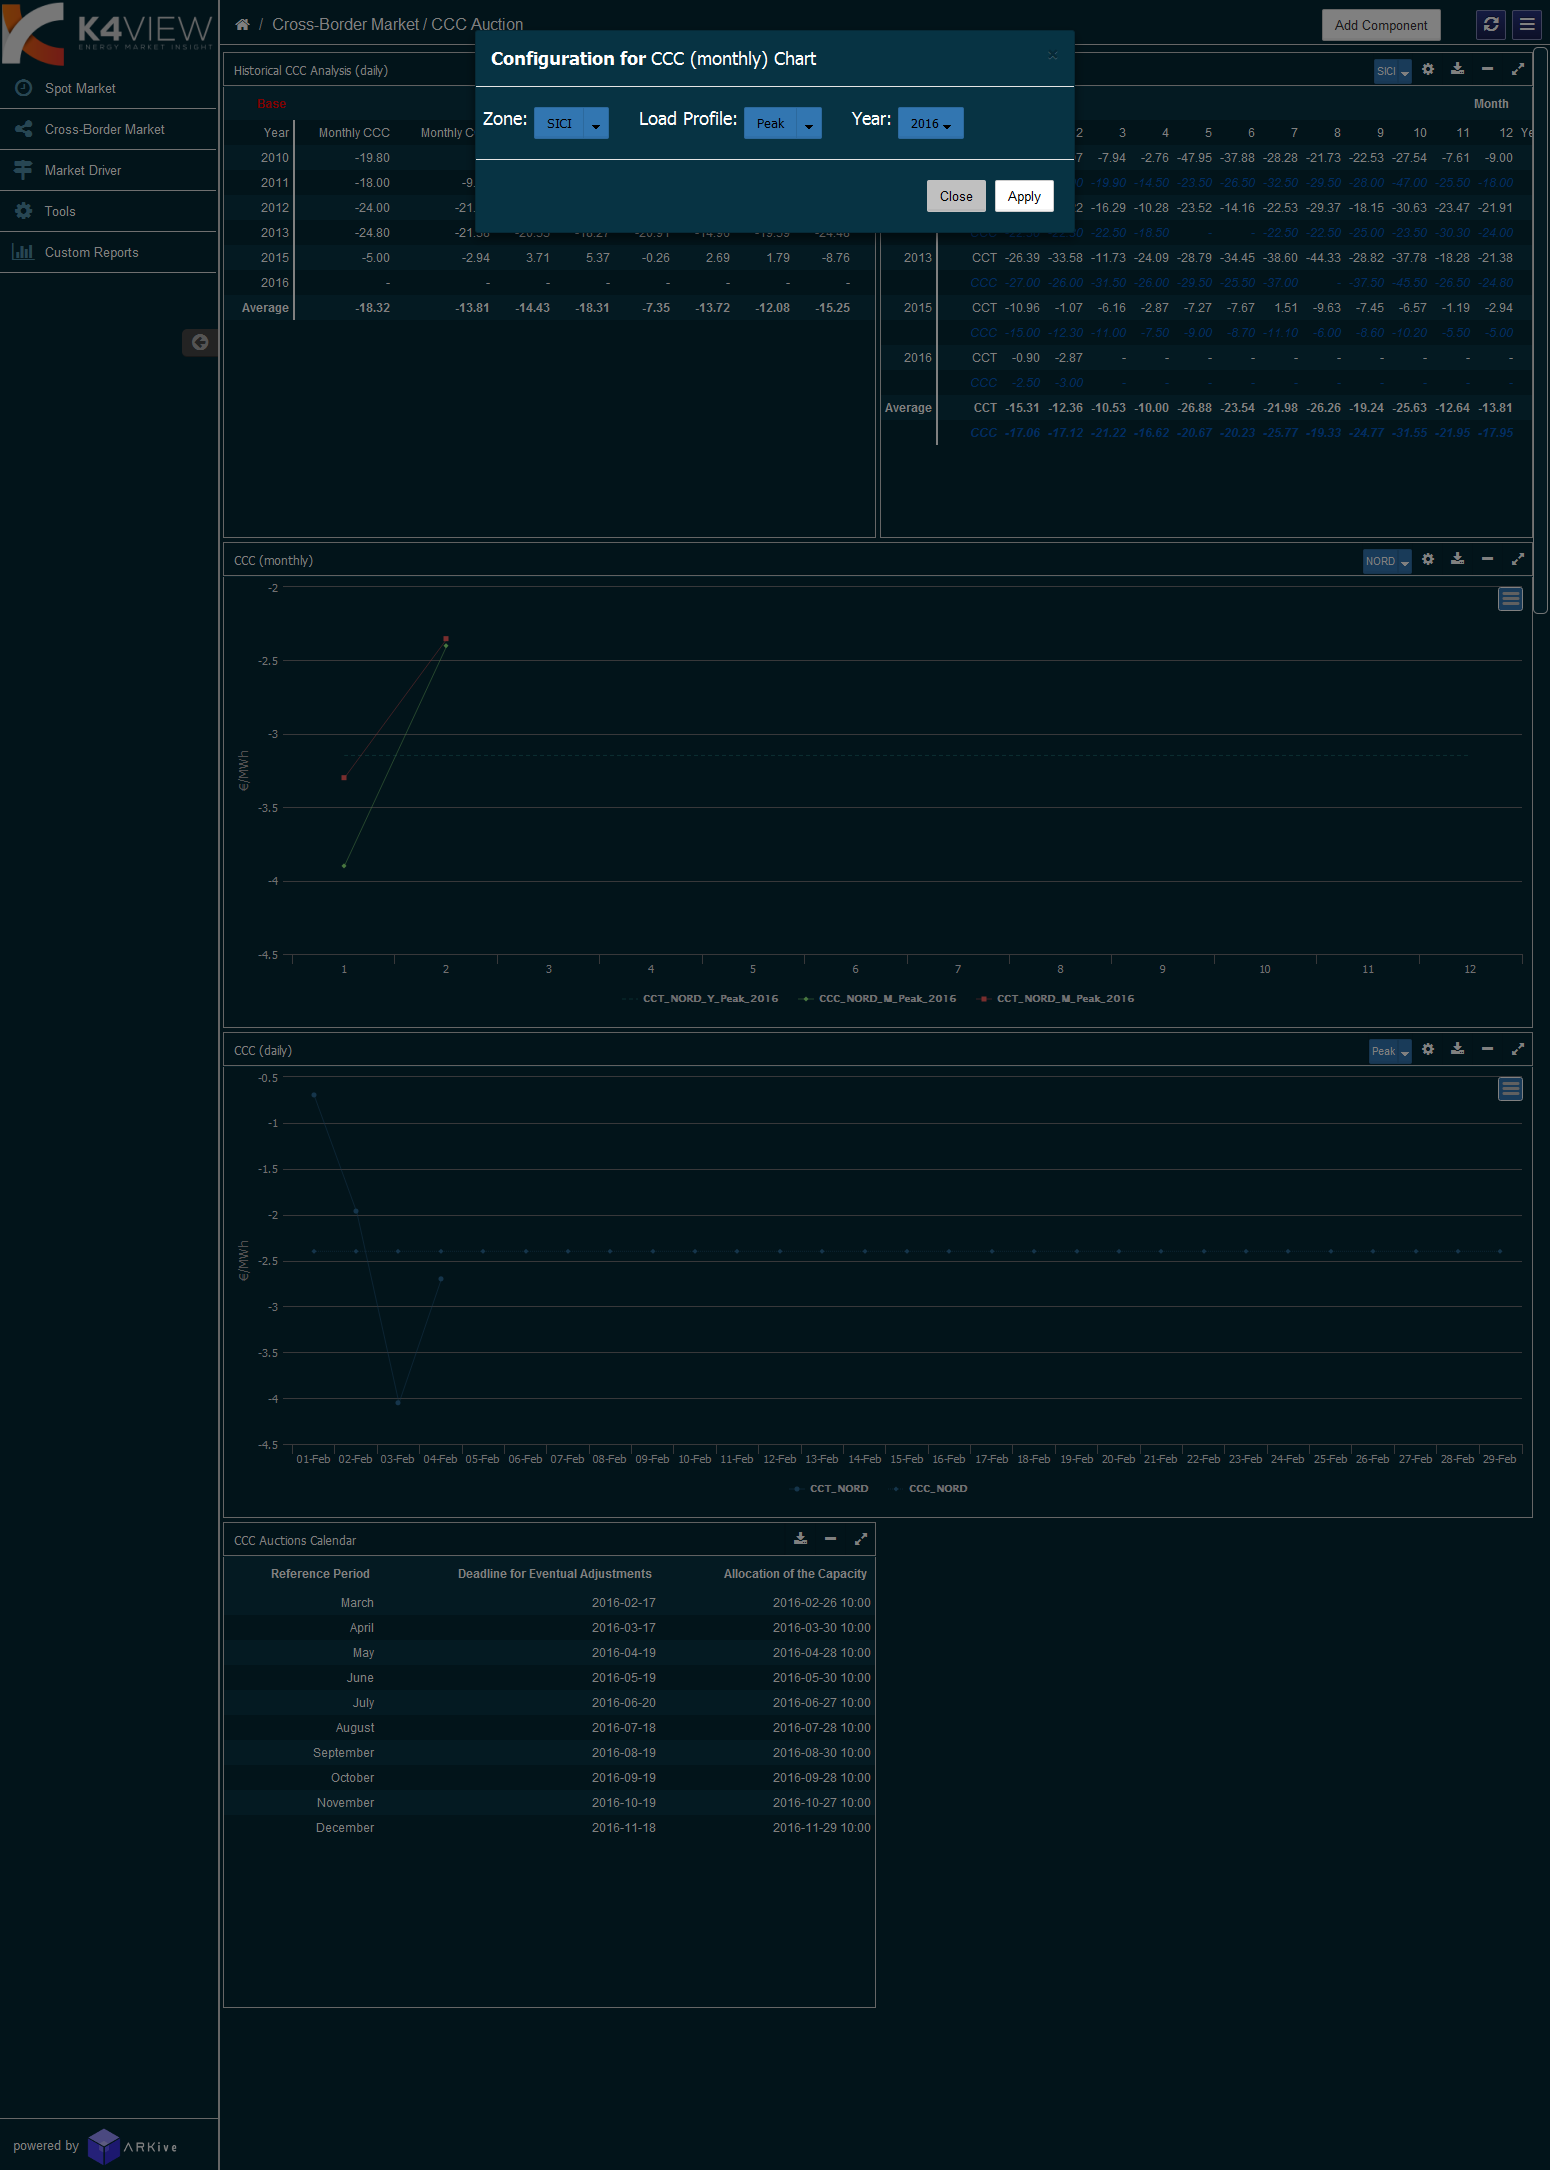 K4VIEW
ENERGY MARKET INSIGHT
Spot Market
Cross-Border Market
Market Driver
Tools
Custom Reports
/ Cross-Border Market / CCC Auction
Add Component
Configuration for CCC (monthly) Chart
×
Zone: SICI Load Profile: Peak Year: 2016
Close Apply
Historical CCC Analysis (daily)
Base
Year Monthly CCC Monthly C
2010 -19.80
2011 -18.00 -9.
2012 -24.00 -21.
2013 -24.80
2015 -5.00 -2.94 3.71 5.37 -0.26 2.69 1.79 -8.76
2016 - - - - - - - -
Average -18.32 -13.81 -14.43 -18.31 -7.35 -13.72 -12.08 -15.25
SICI
Month
2 3 4 5 6 7 8 9 10 11 12 Ye
7 -7.94 -2.76 -47.95 -37.88 -28.28 -21.73 -22.53 -27.54 -7.61 -9.00
-19.90 -14.50 -23.50 -26.50 -32.50 -29.50 -28.00 -47.00 -25.50 -18.00
2 -16.29 -10.28 -23.52 -14.16 -22.53 -29.37 -18.15 -30.63 -23.47 -21.91
-22.50 -18.50 - - -22.50 -22.50 -25.00 -23.50 -30.30 -24.00
2013 CCT -26.39 -33.58 -11.73 -24.09 -28.79 -34.45 -38.60 -44.33 -28.82 -37.78 -18.28 -21.38
CCC -27.00 -26.00 -31.50 -26.00 -29.50 -25.50 -37.00 - -37.50 -45.50 -26.50 -24.80
2015 CCT -10.96 -1.07 -6.16 -2.87 -7.27 -7.67 1.51 -9.63 -7.45 -6.57 -1.19 -2.94
CCC -15.00 -12.30 -11.00 -7.50 -9.00 -8.70 -11.10 -6.00 -8.60 -10.20 -5.50 -5.00
2016 CCT -0.90 -2.87 - - - - - - - - - -
CCC -2.50 -3.00 - - - - - - - - - -
Average CCT -15.31 -12.36 -10.53 -10.00 -26.88 -23.54 -21.98 -26.26 -19.24 -25.63 -12.64 -13.81
CCC -17.06 -17.12 -21.22 -16.62 -20.67 -20.23 -25.77 -19.33 -24.77 -31.55 -21.95 -17.95
CCC (monthly)
NORD
-2
-2.5
-3
-3.5
-4
-4.5
€/MWh
1 2 3 4 5 6 7 8 9 10 11 12
CCT_NORD_Y_Peak_2016 CCC_NORD_M_Peak_2016 CCT_NORD_M_Peak_2016
CCC (daily)
Peak
-0.5
-1
-1.5
-2
-2.5
-3
-3.5
-4
-4.5
€/MWh
01-Feb 02-Feb 03-Feb 04-Feb 05-Feb 06-Feb 07-Feb 08-Feb 09-Feb 10-Feb 11-Feb 12-Feb 13-Feb 14-Feb 15-Feb 16-Feb 17-Feb 18-Feb 19-Feb 20-Feb 21-Feb 22-Feb 23-Feb 24-Feb 25-Feb 26-Feb 27-Feb 28-Feb 29-Feb
CCT_NORD CCC_NORD
CCC Auctions Calendar
Reference Period Deadline for Eventual Adjustments Allocation of the Capacity
March 2016-02-17 2016-02-26 10:00
April 2016-03-17 2016-03-30 10:00
May 2016-04-19 2016-04-28 10:00
June 2016-05-19 2016-05-30 10:00
July 2016-06-20 2016-06-27 10:00
August 2016-07-18 2016-07-28 10:00
September 2016-08-19 2016-08-30 10:00
October 2016-09-19 2016-09-28 10:00
November 2016-10-19 2016-10-27 10:00
December 2016-11-18 2016-11-29 10:00
powered by ARKive